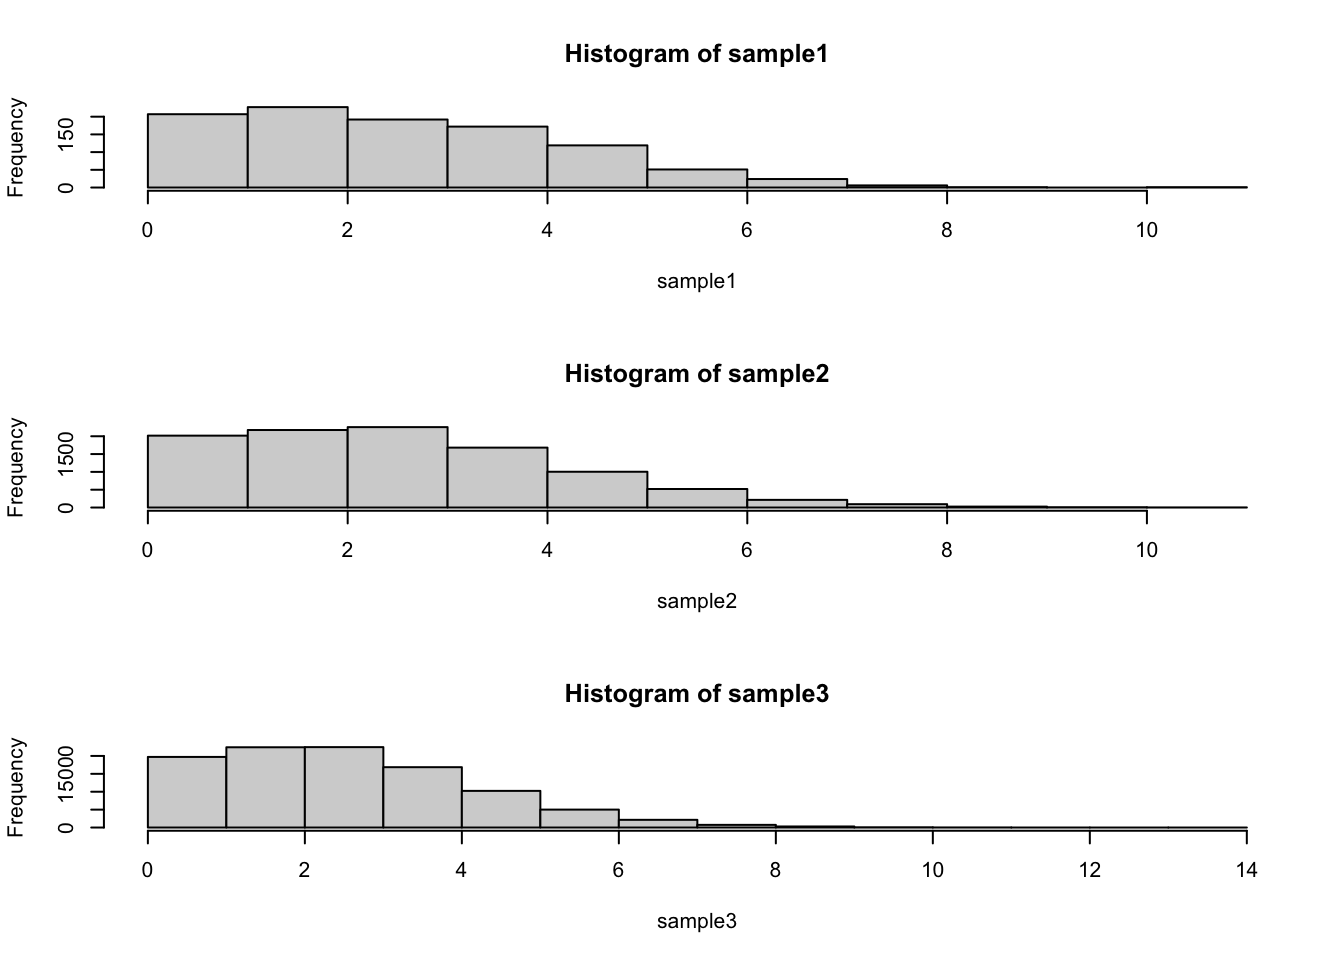 Histogram of sample1
Frequency
150
0
0 2 4 6 8 10
sample1
Histogram of sample2
Frequency
1500
0
0 2 4 6 8 10
sample2
Histogram of sample3
Frequency
15000
0
0 2 4 6 8 10 12 14
sample3